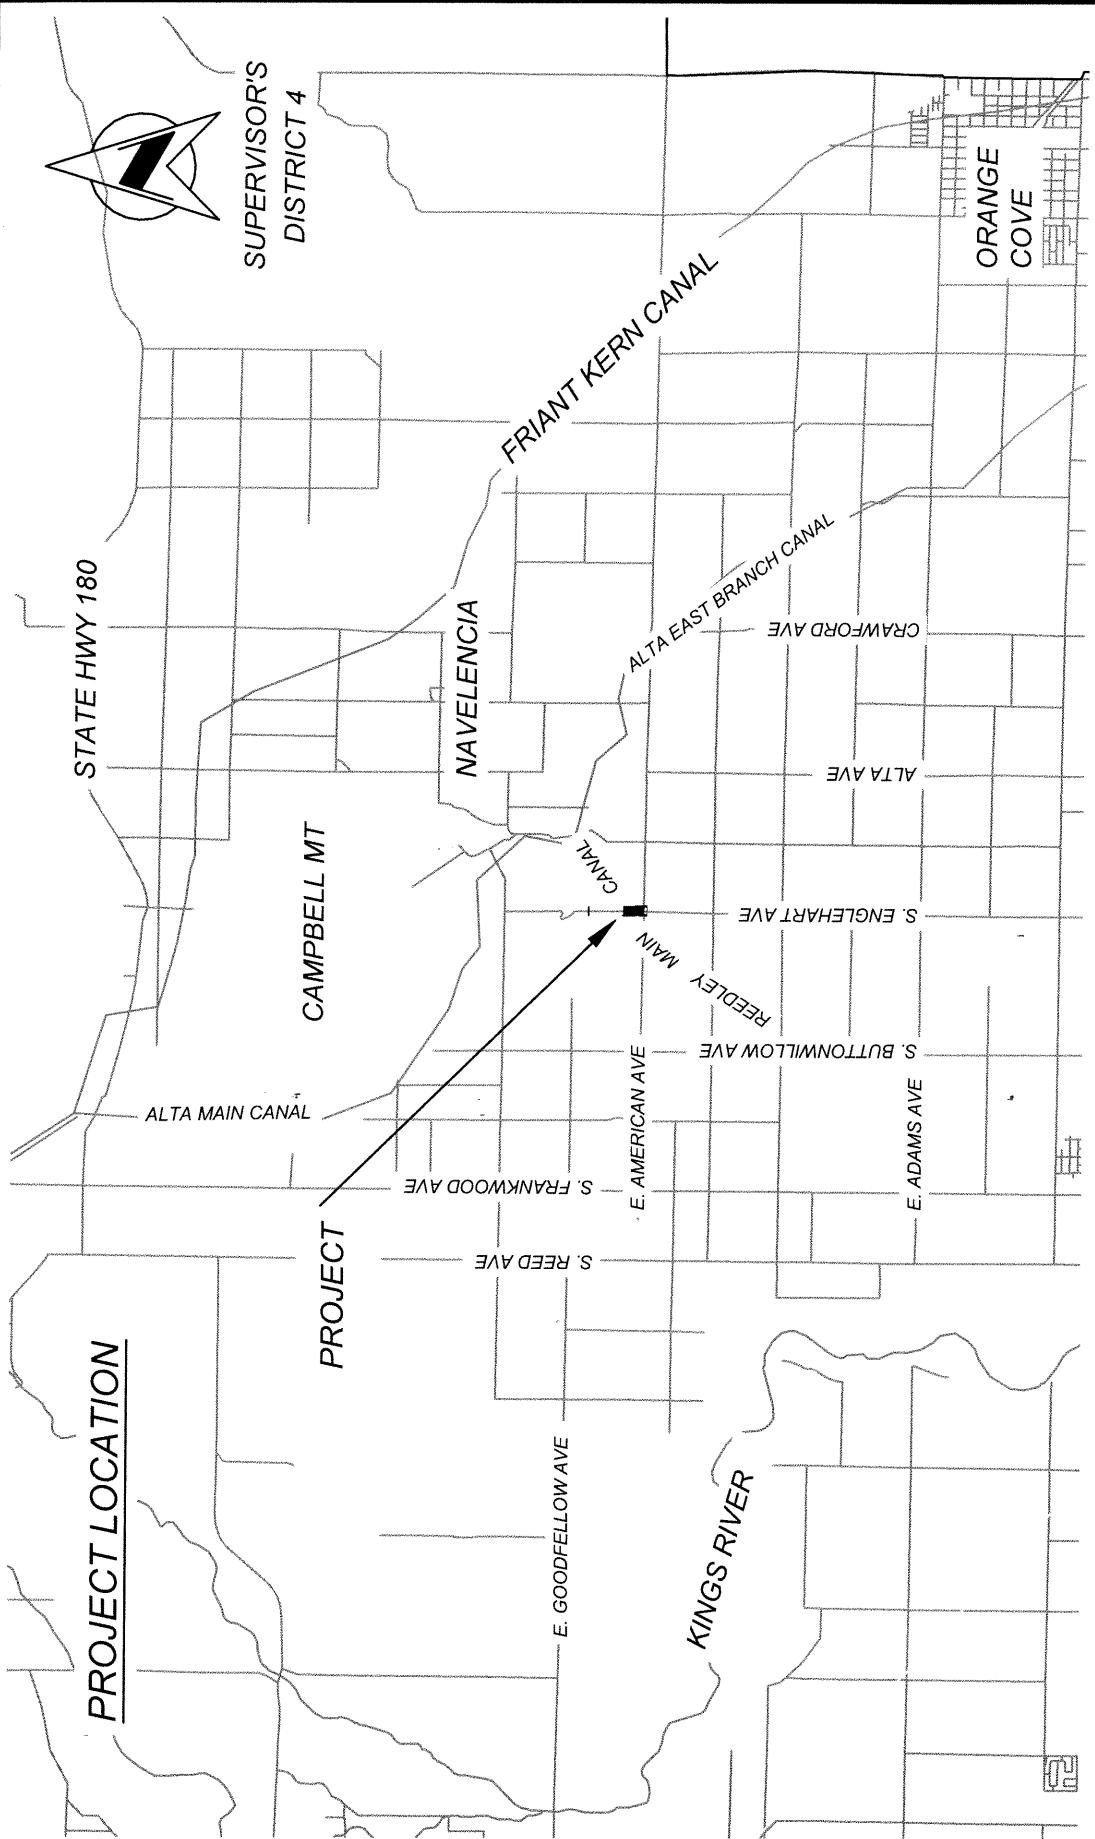 PROJECT LOCATION
SUPERVISOR'S
DISTRICT 4
STATE HWY 180
CAMPBELL MT
ALTA MAIN CANAL
PROJECT
NAVELENCIA
FRIANT KERN CANAL
S. FRANKWOOD AVE
S. REED AVE
E. GOODFELLOW AVE
KINGS RIVER
E. AMERICAN AVE
REEDLEY
MAIN
CANAL
ALTA EAST BRANCH CANAL
S. BUTTONWILLOW AVE
S. ENGLEHART AVE
ALTA AVE
CRAWFORD AVE
E. ADAMS AVE
ORANGE
COVE